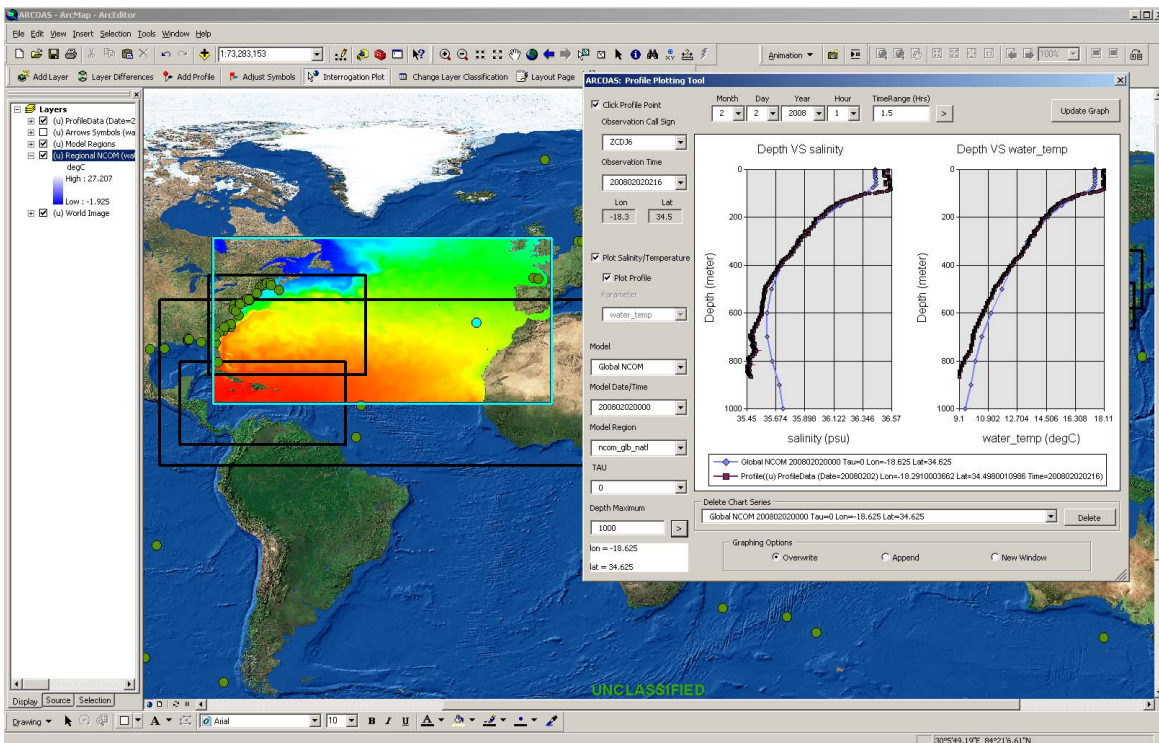 ARCOAS - ArcMap - ArcEditor
File Edit View Insert Selection Tools Window Help
1:73,283,153
Animation
100%
Add Layer Layer Differences Add Profile Adjust Symbols Interrogation Plot Change Layer Classification Layout Page
Layers
(u) ProfileData (Date=2
(u) Arrows Symbols (wa
(u) Model Regions
(u) Regional NCOM (wa
degC
High : 27.207
Low : -1.925
(u) World Image
ARCOAS: Profile Plotting Tool
Click Profile Point
Observation Call Sign
ZCDJ6
Observation Time
200802020216
Lon Lat
-18.3 34.5
Plot Salinity/Temperature
Plot Profile
Parameter
water_temp
Model
Global NCOM
Model Date/Time
200802020000
Model Region
ncom_glb_natl
TAU
0
Depth Maximum
1000 >
lon = -18.625
lat = 34.625
Month Day Year Hour TimeRange (Hrs)
2 2 2008 1 1.5 >
Update Graph
Depth VS salinity
Depth (meter)
0
200
400
600
800
1000
35.45 35.674 35.898 36.122 36.346 36.57
salinity (psu)
Depth VS water_temp
Depth (meter)
0
200
400
600
800
1000
9.1 10.902 12.704 14.506 16.308 18.11
water_temp (degC)
Global NCOM 200802020000 Tau=0 Lon=-18.625 Lat=34.625
Profile((u) ProfileData (Date=20080202) Lon=-18.2910003662 Lat=34.4980010986 Time=200802020216)
Delete Chart Series
Global NCOM 200802020000 Tau=0 Lon=-18.625 Lat=34.625
Delete
Graphing Options
Overwrite Append New Window
UNCLASSIFIED
Display Source Selection
Drawing A Arial 10 B I U A
30°5'49.19"E 84°21'6.61"N